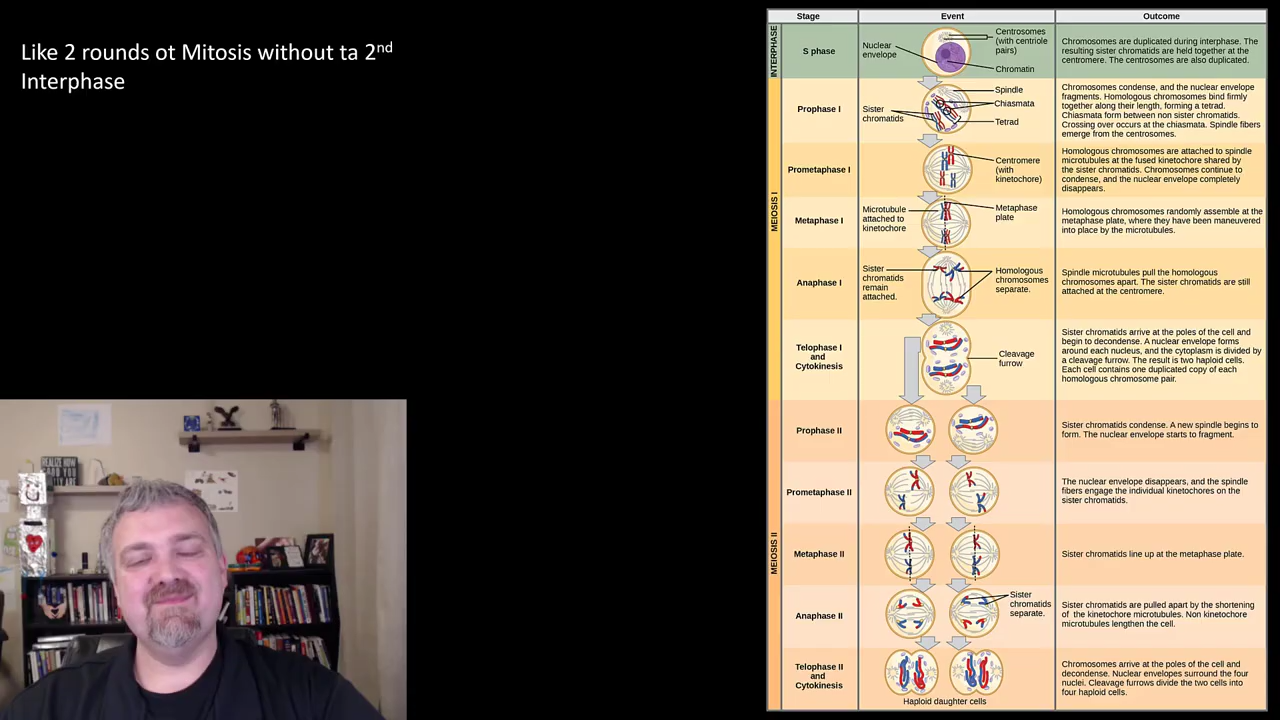 Like 2 rounds ot Mitosis without ta 2nd
Interphase
Stage
Event
Outcome
INTERPHASE
S phase
Nuclear
envelope
Centrosomes
(with centriole
pairs)
Chromatin
Chromosomes are duplicated during interphase. The
resulting sister chromatids are held together at the
centromere. The centrosomes are also duplicated.
MEIOSIS I
Prophase I
Sister
chromatids
Spindle
Chiasmata
Tetrad
Chromosomes condense, and the nuclear envelope
fragments. Homologous chromosomes bind firmly
together along their length, forming a tetrad.
Chiasmata form between non sister chromatids.
Crossing over occurs at the chiasmata. Spindle fibers
emerge from the centrosomes.
Prometaphase I
Centromere
(with
kinetochore)
Homologous chromosomes are attached to spindle
microtubules at the fused kinetochore shared by
the sister chromatids. Chromosomes continue to
condense, and the nuclear envelope completely
disappears.
Metaphase I
Microtubule
attached to
kinetochore
Metaphase
plate
Homologous chromosomes randomly assemble at the
metaphase plate, where they have been maneuvered
into place by the microtubules.
Anaphase I
Sister
chromatids
remain
attached.
Homologous
chromosomes
separate.
Spindle microtubules pull the homologous
chromosomes apart. The sister chromatids are still
attached at the centromere.
Telophase I
and
Cytokinesis
Cleavage
furrow
Sister chromatids arrive at the poles of the cell and
begin to decondense. A nuclear envelope forms
around each nucleus, and the cytoplasm is divided by
a cleavage furrow. The result is two haploid cells.
Each cell contains one duplicated copy of each
homologous chromosome pair.
MEIOSIS II
Prophase II
Sister chromatids condense. A new spindle begins to
form. The nuclear envelope starts to fragment.
Prometaphase II
The nuclear envelope disappears, and the spindle
fibers engage the individual kinetochores on the
sister chromatids.
Metaphase II
Sister chromatids line up at the metaphase plate.
Anaphase II
Sister
chromatids
separate.
Sister chromatids are pulled apart by the shortening
of the kinetochore microtubules. Non kinetochore
microtubules lengthen the cell.
Telophase II
and
Cytokinesis
Haploid daughter cells
Chromosomes arrive at the poles of the cell and
decondense. Nuclear envelopes surround the four
nuclei. Cleavage furrows divide the two cells into
four haploid cells.